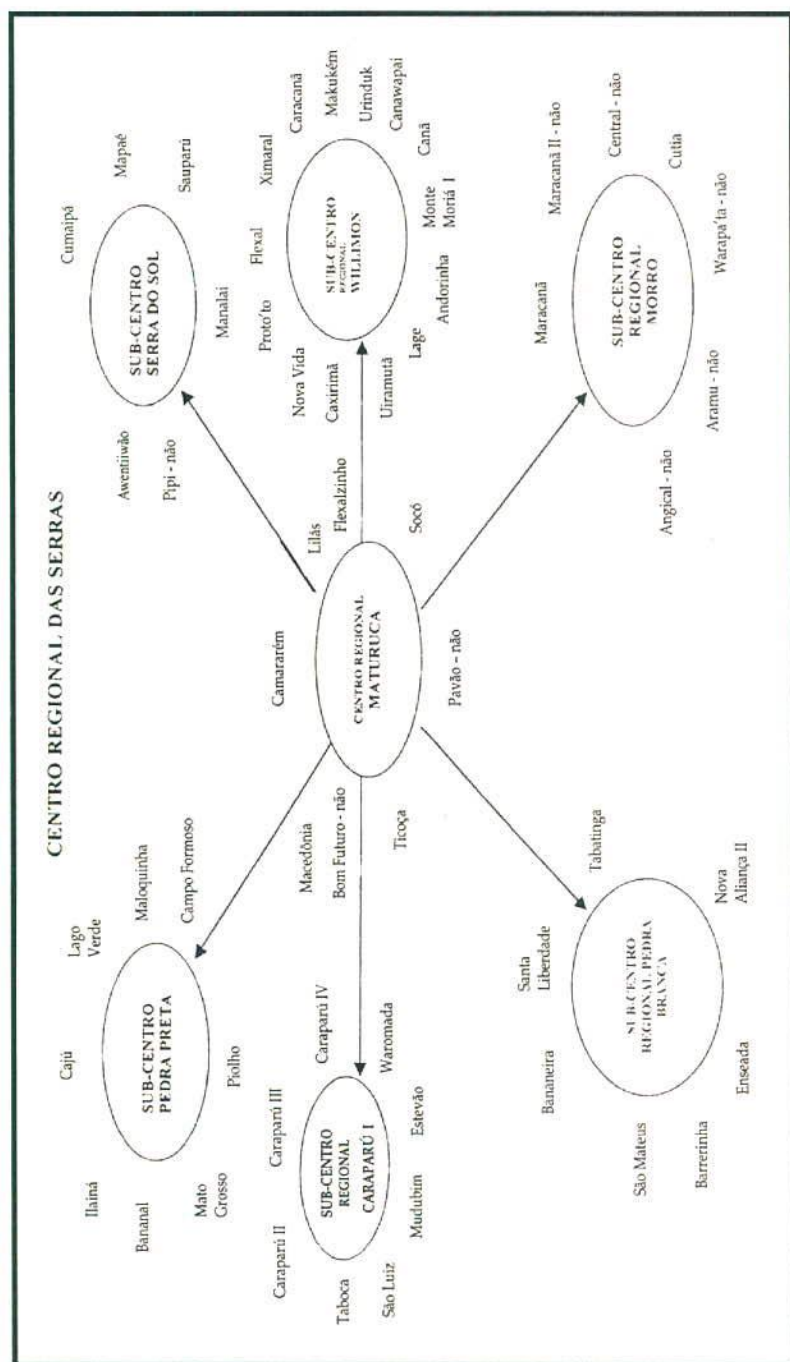 CENTRO REGIONAL DAS SERRAS
Lago
Verde
Cajú
Ilainá
Maloquinha
Bananal
Campo Formoso
SUB-CENTRO
PEDRA PRETA
Mato
Grosso
Piolho
Cumaipá
Mapaé
Awentiiwão
Sauparú
Pipi - não
SUB-CENTRO
SERRA DO SOL
Manalai
Camararém
Lilás
Flexalzinho
Macedônia
Bom Futuro - não
CENTRO REGIONAL
MATURUCA
Ticoça
Socó
Pavão - não
Caraparú II
Caraparú III
Caraparú IV
Taboca
SUB-CENTRO
REGIONAL
CARAPARÚ I
São Luiz
Waromada
Mudubim
Estevão
Proto'to
Flexal
Ximaral
Nova Vida
Caracanã
Caxirimã
Makukém
SUB-CENTRO
REGIONAL
WILLIMON
Urinduk
Uiramutã
Canawapai
Lage
Canã
Andorinha
Monte
Moriá I
Santa
Liberdade
Bananeira
Tabatinga
São Mateus
SUB-CENTRO
REGIONAL PEDRA
BRANCA
Barrerinha
Enseada
Nova
Aliança II
Maracanã
Maracanã II - não
Central - não
Angical - não
SUB-CENTRO
REGIONAL
MORRO
Cutia
Aramu - não
Warapa'ta - não